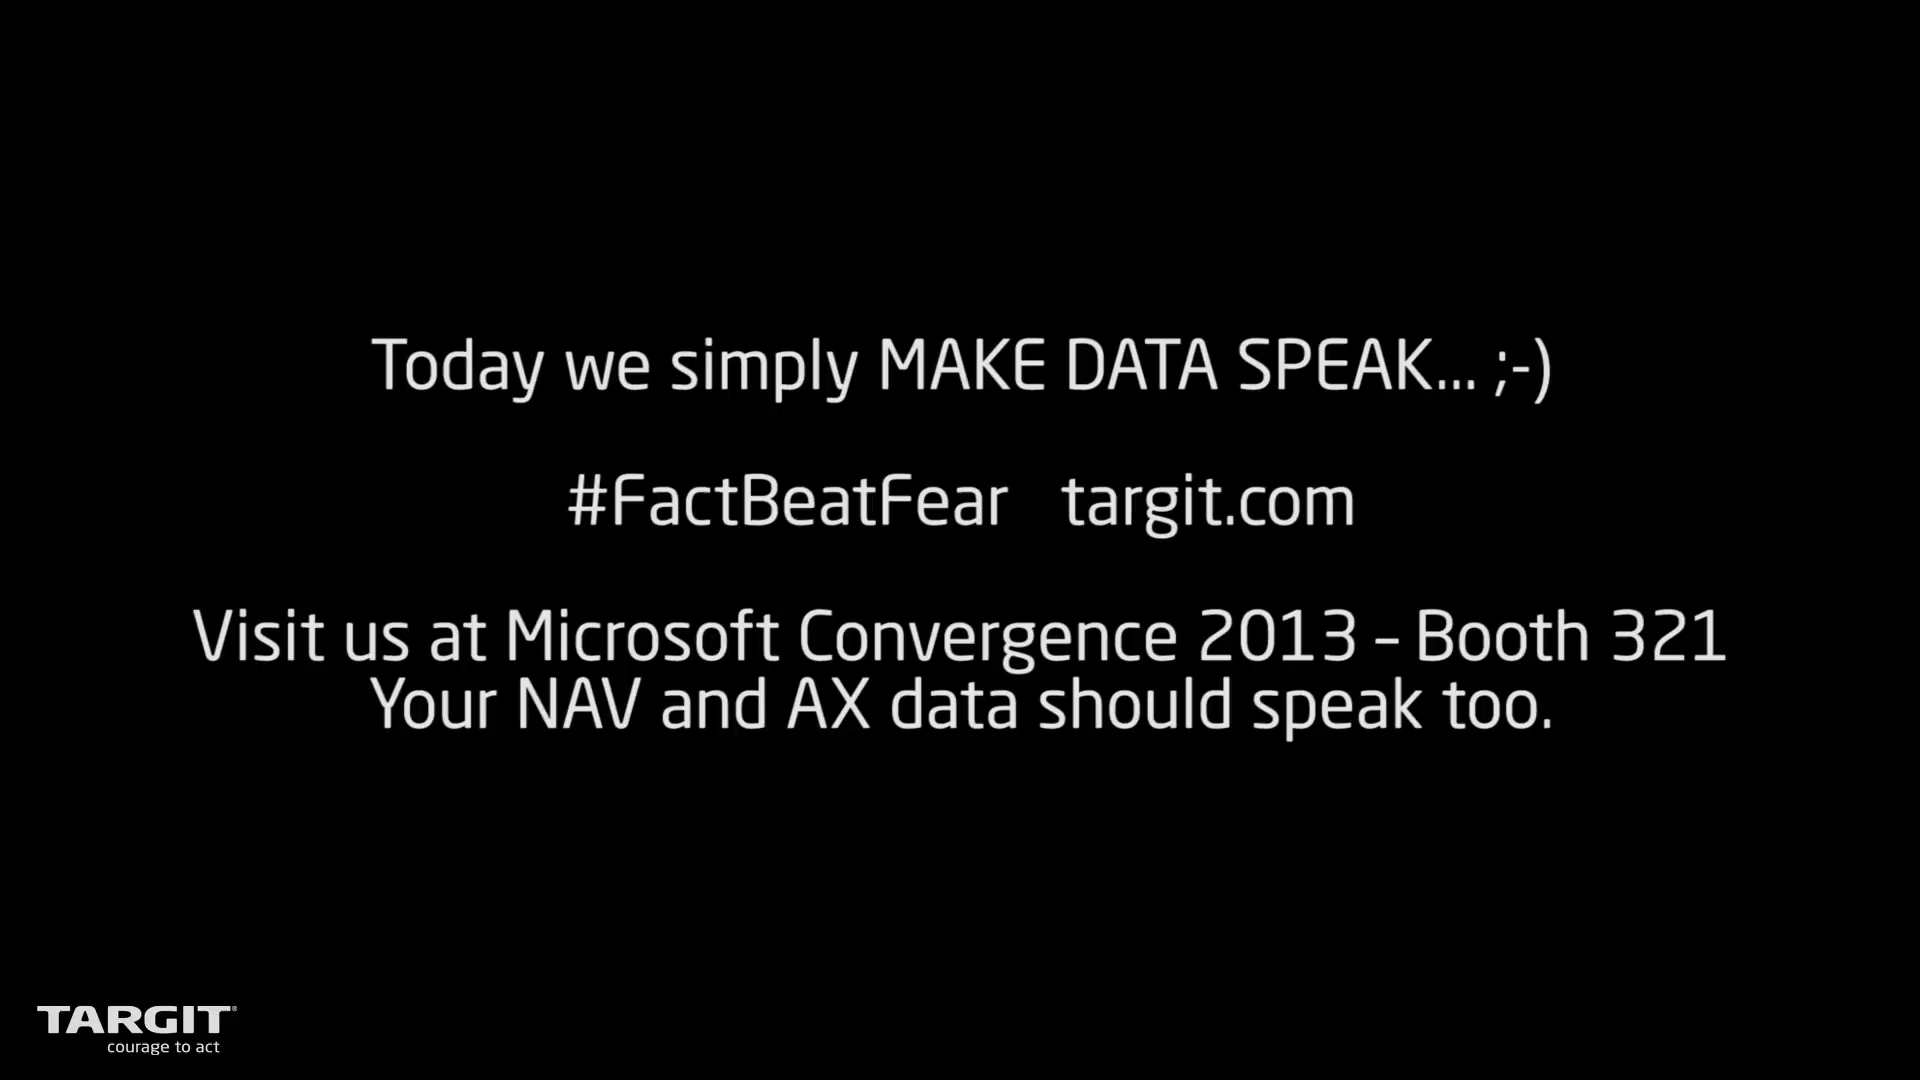 Today we simply MAKE DATA SPEAK... ;-)
#FactBeatFear targit.com
Visit us at Microsoft Convergence 2013 – Booth 321
Your NAV and AX data should speak too.
TARGIT®
courage to act